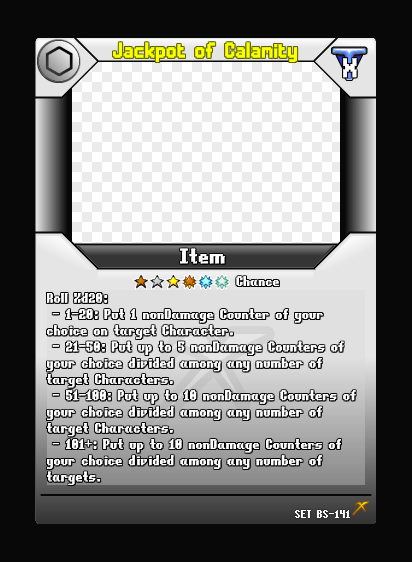 Jackpot of Calamity
X
Item
Chance
Roll Xd20:
- 1-20: Put 1 nonDamage Counter of your
choice on target Character.
- 21-50: Put up to 5 nonDamage Counters of
your choice divided among any number of
target Characters.
- 51-100: Put up to 10 nonDamage Counters of
your choice divided among any number of
target Characters.
- 101+: Put up to 10 nonDamage Counters of
your choice divided among any number of
targets.
SET BS-141